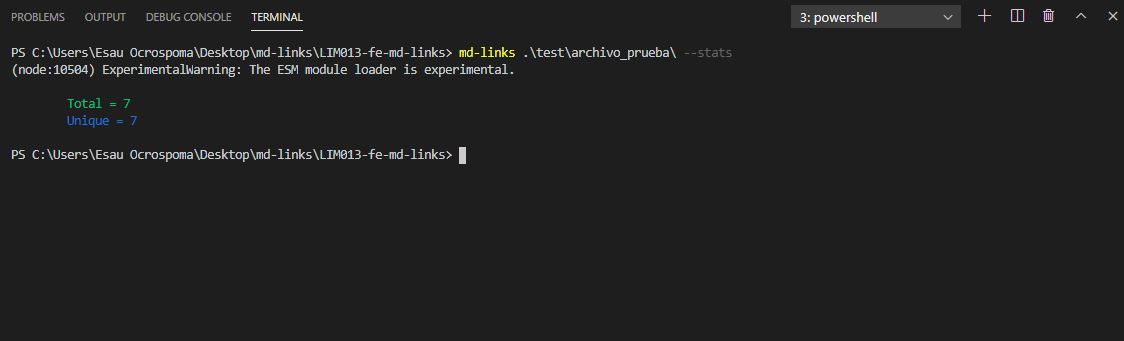 PROBLEMS OUTPUT DEBUG CONSOLE TERMINAL 3: powershell
PS C:\Users\Esau Ocrospoma\Desktop\md-links\LIM013-fe-md-links> md-links .\test\archivo_prueba\ --stats
(node:10504) ExperimentalWarning: The ESM module loader is experimental.
Total = 7
Unique = 7
PS C:\Users\Esau Ocrospoma\Desktop\md-links\LIM013-fe-md-links>